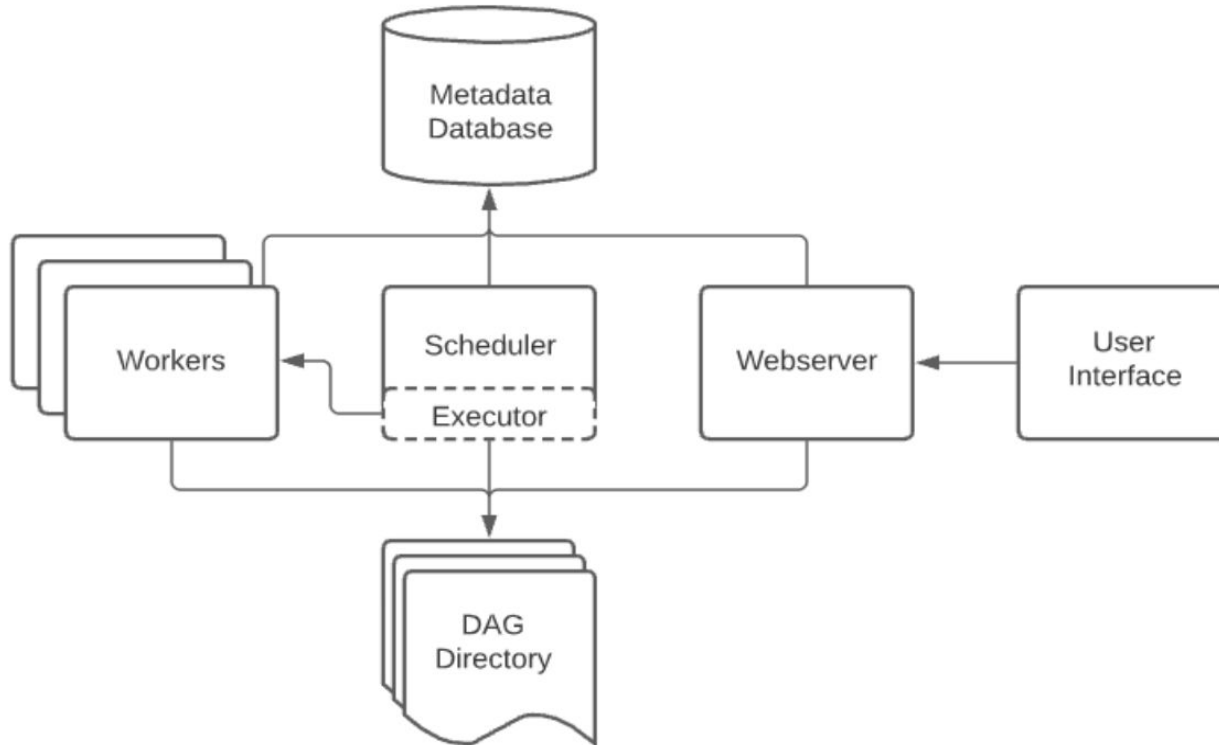 Metadata
Database
Workers
Scheduler
Executor
Webserver
User
Interface
DAG
Directory